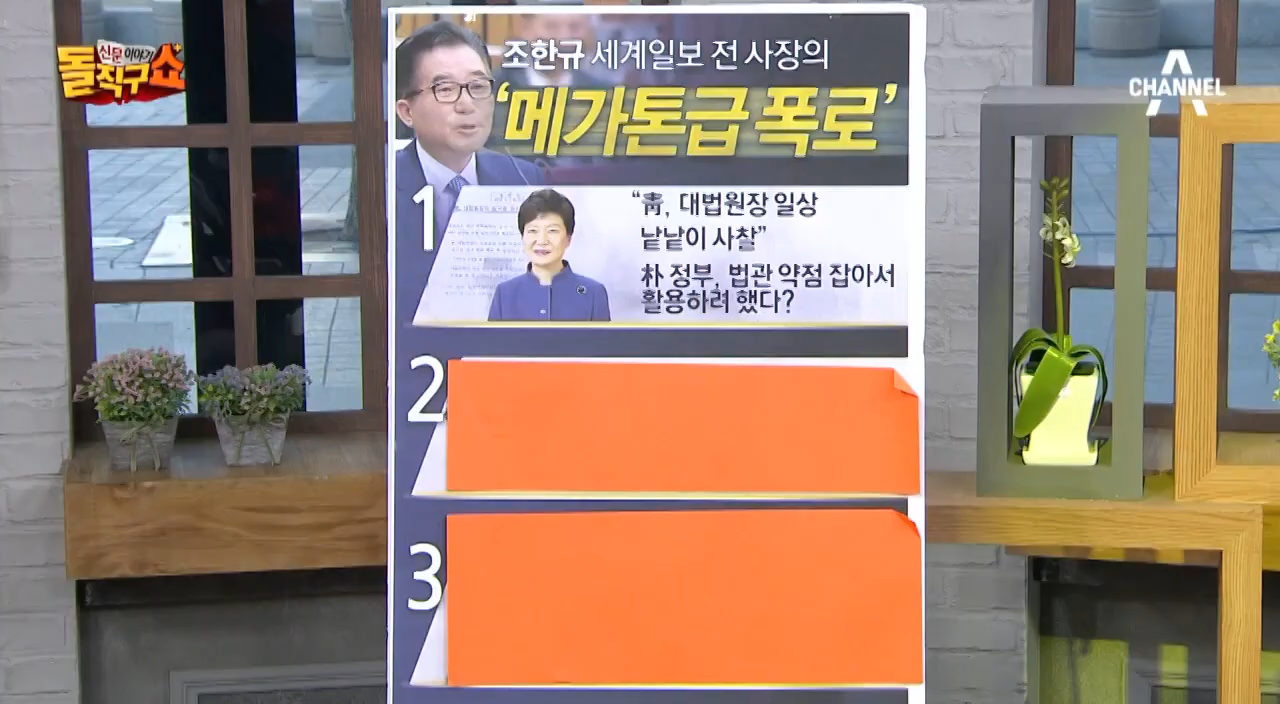 신문이야기
돌직구쇼
CHANNEL A
조한규 세계일보 전 사장의
‘메가톤급 폭로’
1
“靑, 대법원장 일상
낱낱이 사찰”
朴 정부, 법관 약점 잡아서
활용하려 했다?
2
3